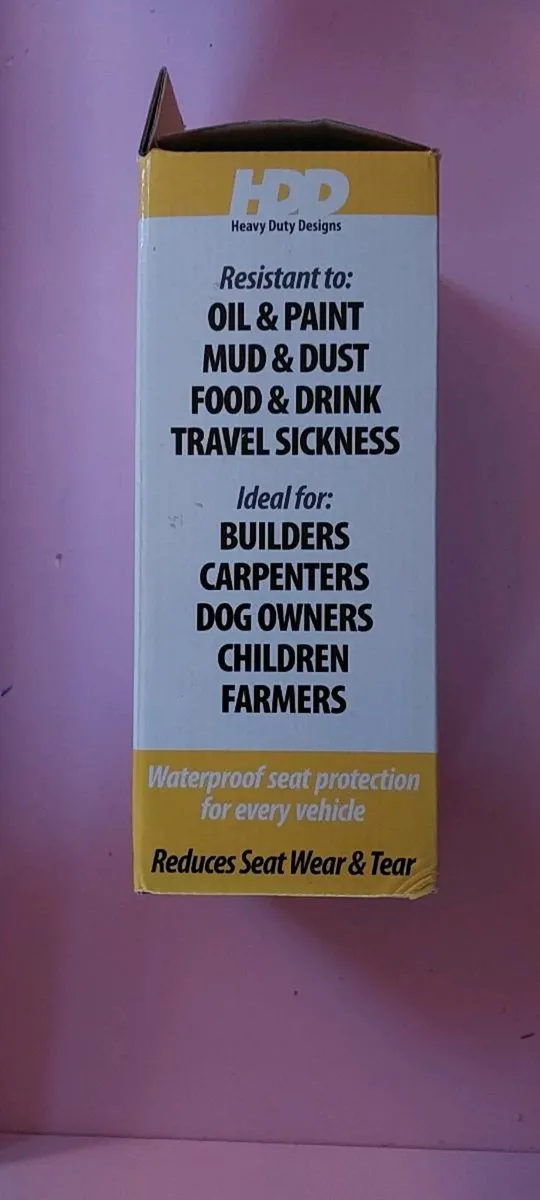 HDD
Heavy Duty Designs
Resistant to:
OIL & PAINT
MUD & DUST
FOOD & DRINK
TRAVEL SICKNESS
Ideal for:
BUILDERS
CARPENTERS
DOG OWNERS
CHILDREN
FARMERS
Waterproof seat protection
for every vehicle
Reduces Seat Wear & Tear